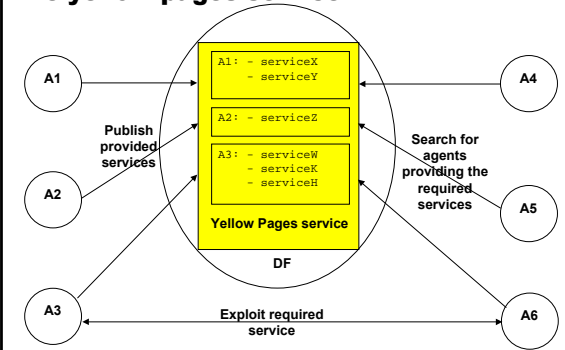 A1
A1: - serviceX
- serviceY
A4
Publish
provided
services
A2: - serviceZ
Search for
agents
providing the
required
services
A3: - serviceW
- serviceK
- serviceH
A2
A5
Yellow Pages service
DF
A3
Exploit required
service
A6